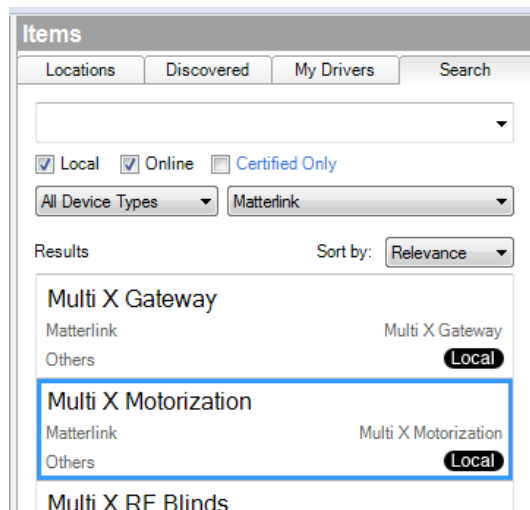 Items
Locations Discovered My Drivers Search
Local Online Certified Only
All Device Types Matterlink
Results Sort by: Relevance
Multi X Gateway
Matterlink Multi X Gateway
Others Local
Multi X Motorization
Matterlink Multi X Motorization
Others Local
Multi X RF Blinds